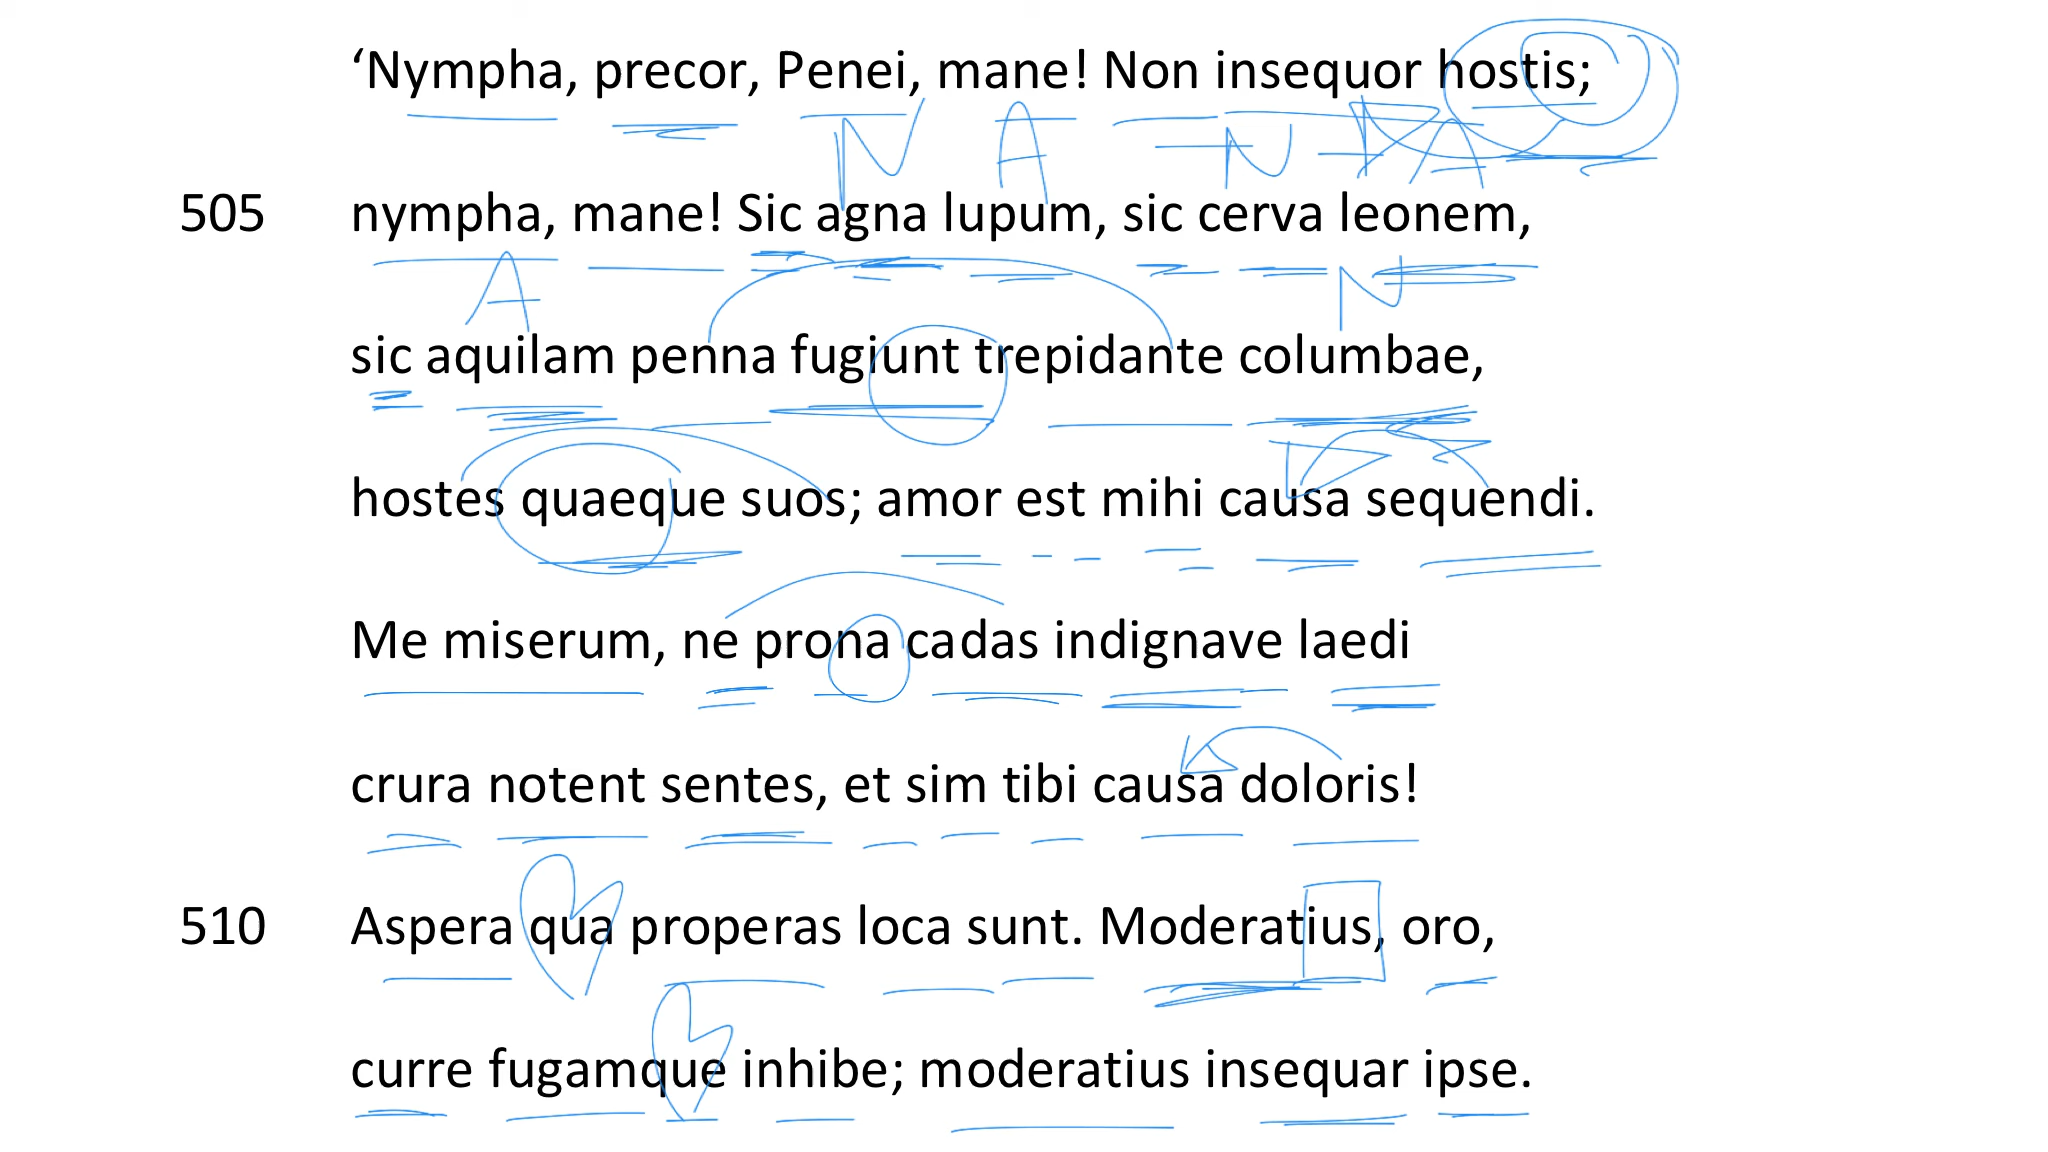 ‘Nympha, precor, Penei, mane! Non insequor hostis;
N A N A
505 nympha, mane! Sic agna lupum, sic cerva leonem,
A N
sic aquilam penna fugiunt trepidante columbae,
hostes quaeque suos; amor est mihi causa sequendi.
Me miserum, ne prona cadas indignave laedi
crura notent sentes, et sim tibi causa doloris!
510 Aspera qua properas loca sunt. Moderatius, oro,
curre fugamque inhibe; moderatius insequar ipse.